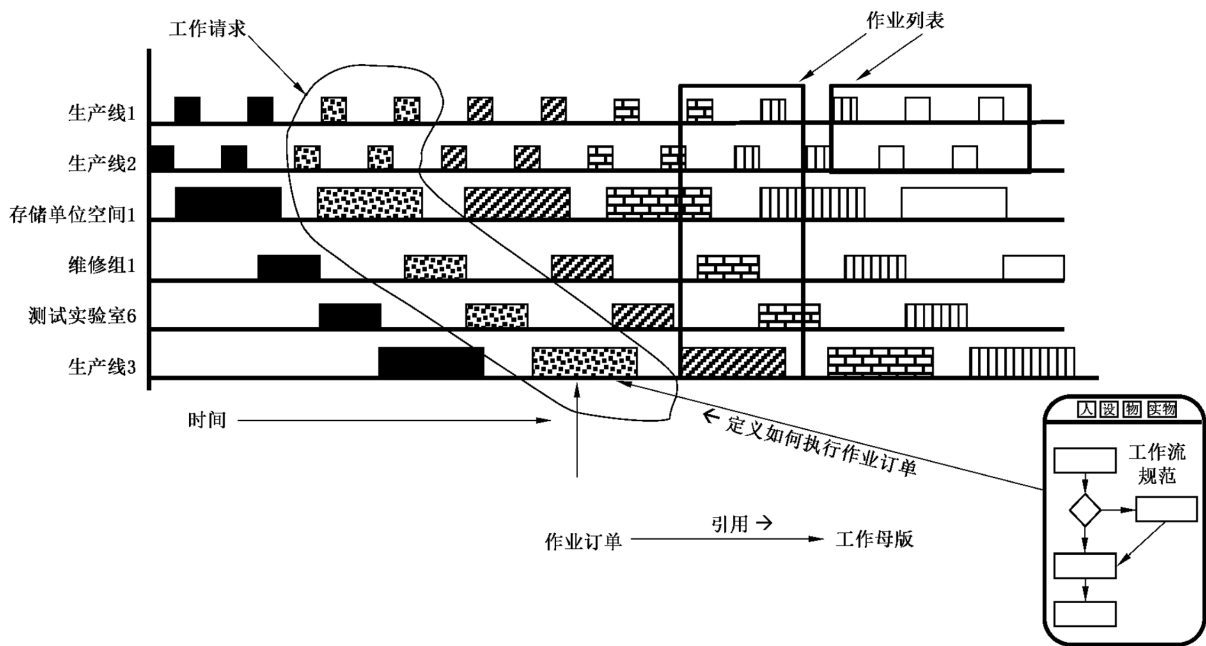 工作请求
作业列表
生产线1
生产线2
存储单位空间1
维修组1
测试实验室6
生产线3
时间
← 定义如何执行作业订单
人 设 物 实物
工作流
规范
引用 →
作业订单
工作母版